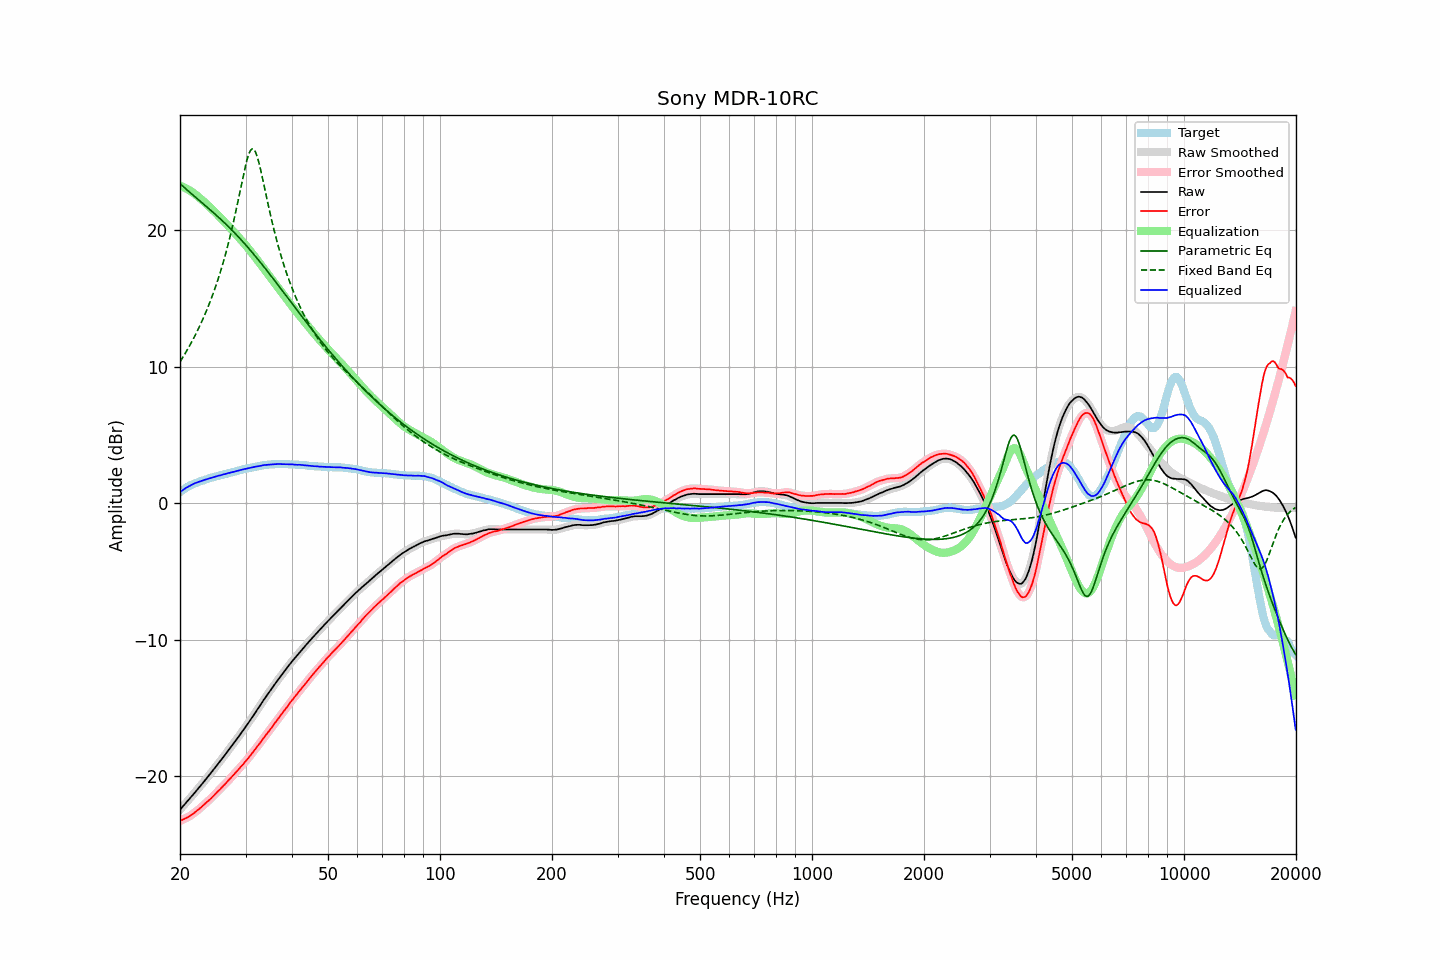 Sony MDR-10RC
Amplitude (dBr)
20
10
0
−10
−20
Target
Raw Smoothed
Error Smoothed
Raw
Error
Equalization
Parametric Eq
Fixed Band Eq
Equalized
20 50 100 200 500 1000 2000 5000 10000 20000
Frequency (Hz)